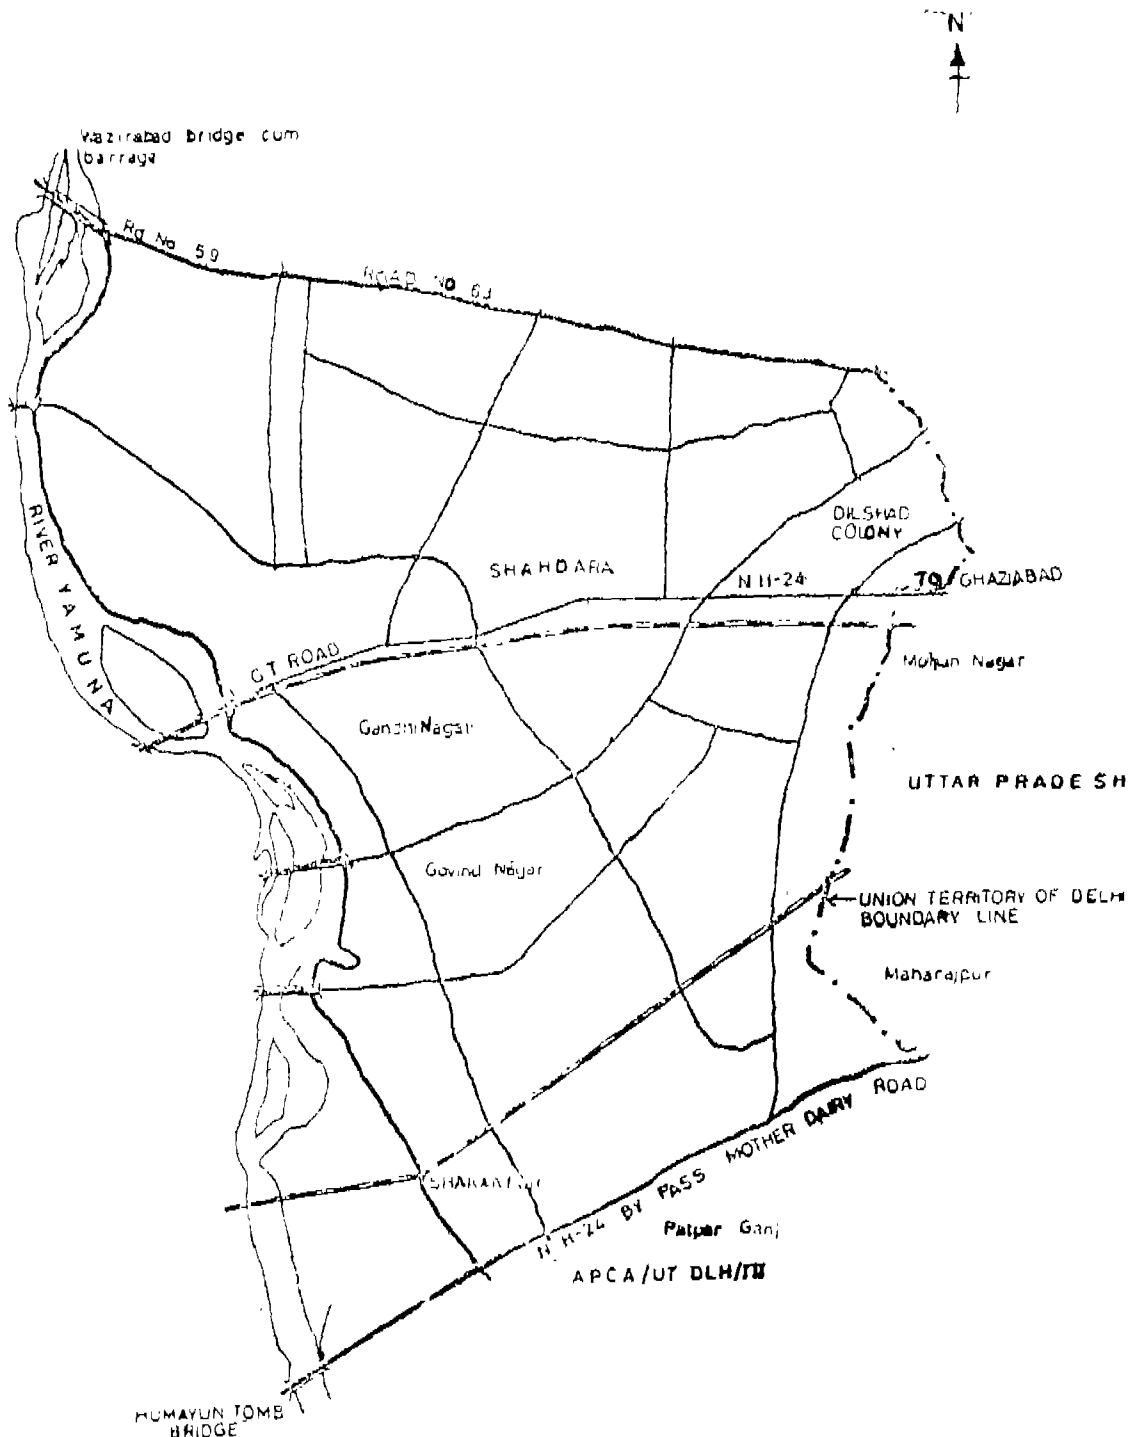 N
Wazirabad bridge cum
barrage
Rd No 59
ROAD NO 63
RIVER YAMUNA
DILSHAD
COLONY
SHAHDARA
N H-24
TO GHAZIABAD
G T ROAD
Mohan Nagar
Gandhi Nagar
UTTAR PRADESH
Govind Nagar
UNION TERRITORY OF DELH
BOUNDARY LINE
Maharajpur
N H-24 BY PASS MOTHER DAIRY ROAD
Patpar Ganj
APCA/UT DLH/III
HUMAYUN TOMB
BRIDGE